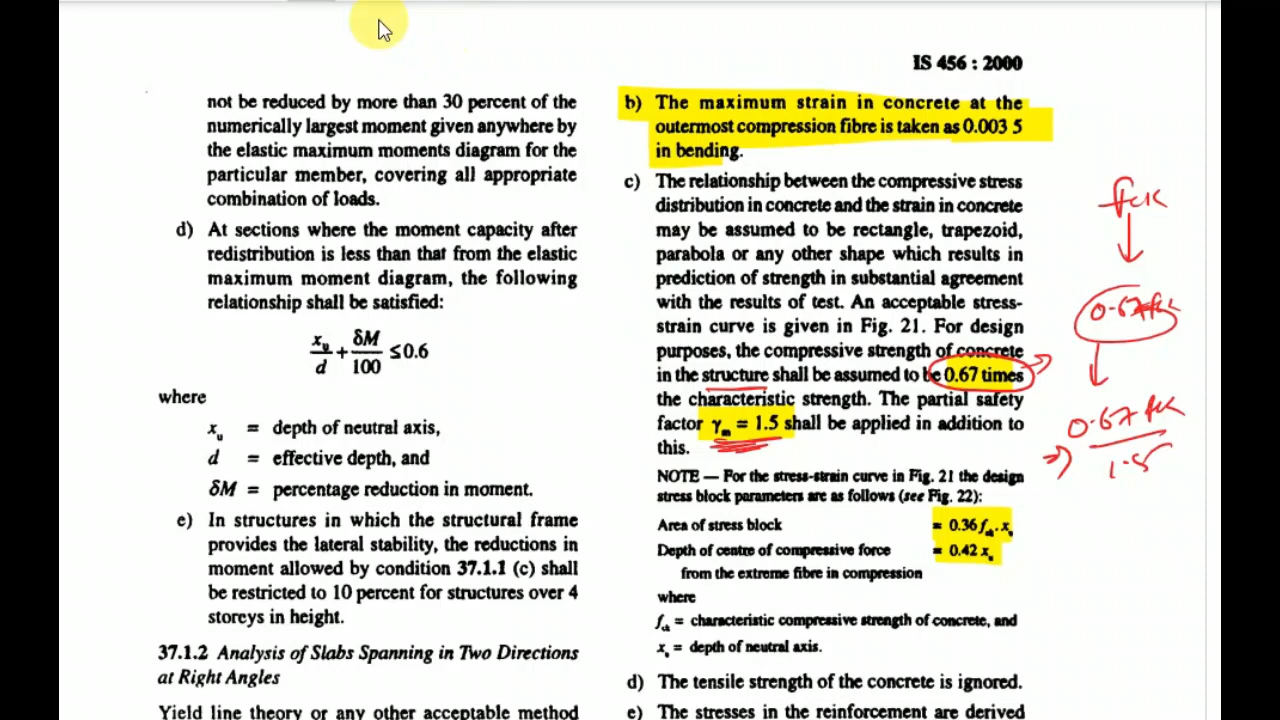 IS 456 : 2000
not be reduced by more than 30 percent of the
numerically largest moment given anywhere by
the elastic maximum moments diagram for the
particular member, covering all appropriate
combination of loads.
d) At sections where the moment capacity after
redistribution is less than that from the elastic
maximum moment diagram, the following
relationship shall be satisfied:
x_u/d + δM/100 ≤ 0.6
where
x_u = depth of neutral axis,
d = effective depth, and
δM = percentage reduction in moment.
e) In structures in which the structural frame
provides the lateral stability, the reductions in
moment allowed by condition 37.1.1 (c) shall
be restricted to 10 percent for structures over 4
storeys in height.
37.1.2 Analysis of Slabs Spanning in Two Directions
at Right Angles
Yield line theory or any other acceptable method
b) The maximum strain in concrete at the
outermost compression fibre is taken as 0.003 5
in bending.
c) The relationship between the compressive stress
distribution in concrete and the strain in concrete
may be assumed to be rectangle, trapezoid,
parabola or any other shape which results in
prediction of strength in substantial agreement
with the results of test. An acceptable stress-
strain curve is given in Fig. 21. For design
purposes, the compressive strength of concrete
in the structure shall be assumed to be 0.67 times
the characteristic strength. The partial safety
factor γ_m = 1.5 shall be applied in addition to
this.
NOTE — For the stress-strain curve in Fig. 21 the design
stress block parameters are as follows (see Fig. 22):
Area of stress block = 0.36 f_ck . x_u
Depth of centre of compressive force = 0.42 x_u
from the extreme fibre in compression
where
f_ck = characteristic compressive strength of concrete, and
x_u = depth of neutral axis.
d) The tensile strength of the concrete is ignored.
e) The stresses in the reinforcement are derived
fck
0.67fck
0.67 fck
1.5